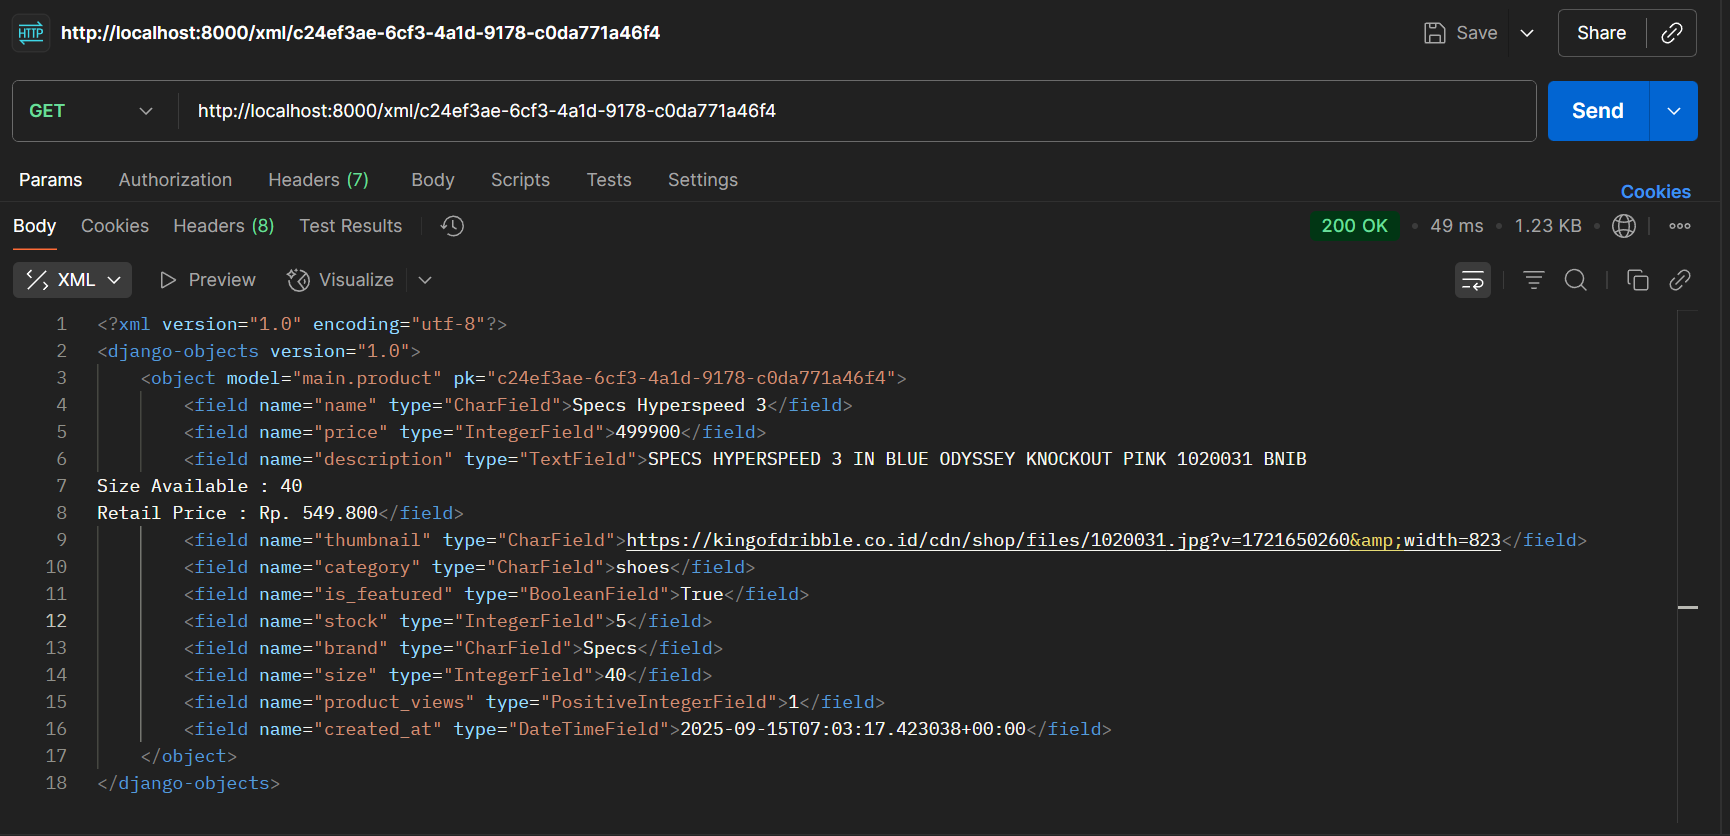 HTTP http://localhost:8000/xml/c24ef3ae-6cf3-4a1d-9178-c0da771a46f4 Save Share
GET http://localhost:8000/xml/c24ef3ae-6cf3-4a1d-9178-c0da771a46f4 Send
Params Authorization Headers (7) Body Scripts Tests Settings Cookies
Body Cookies Headers (8) Test Results 200 OK • 49 ms • 1.23 KB •
XML Preview Visualize
1 <?xml version="1.0" encoding="utf-8"?>
2 <django-objects version="1.0">
3 <object model="main.product" pk="c24ef3ae-6cf3-4a1d-9178-c0da771a46f4">
4 <field name="name" type="CharField">Specs Hyperspeed 3</field>
5 <field name="price" type="IntegerField">499900</field>
6 <field name="description" type="TextField">SPECS HYPERSPEED 3 IN BLUE ODYSSEY KNOCKOUT PINK 1020031 BNIB
7 Size Available : 40
8 Retail Price : Rp. 549.800</field>
9 <field name="thumbnail" type="CharField">https://kingofdribble.co.id/cdn/shop/files/1020031.jpg?v=1721650260&amp;width=823</field>
10 <field name="category" type="CharField">shoes</field>
11 <field name="is_featured" type="BooleanField">True</field>
12 <field name="stock" type="IntegerField">5</field>
13 <field name="brand" type="CharField">Specs</field>
14 <field name="size" type="IntegerField">40</field>
15 <field name="product_views" type="PositiveIntegerField">1</field>
16 <field name="created_at" type="DateTimeField">2025-09-15T07:03:17.423038+00:00</field>
17 </object>
18 </django-objects>